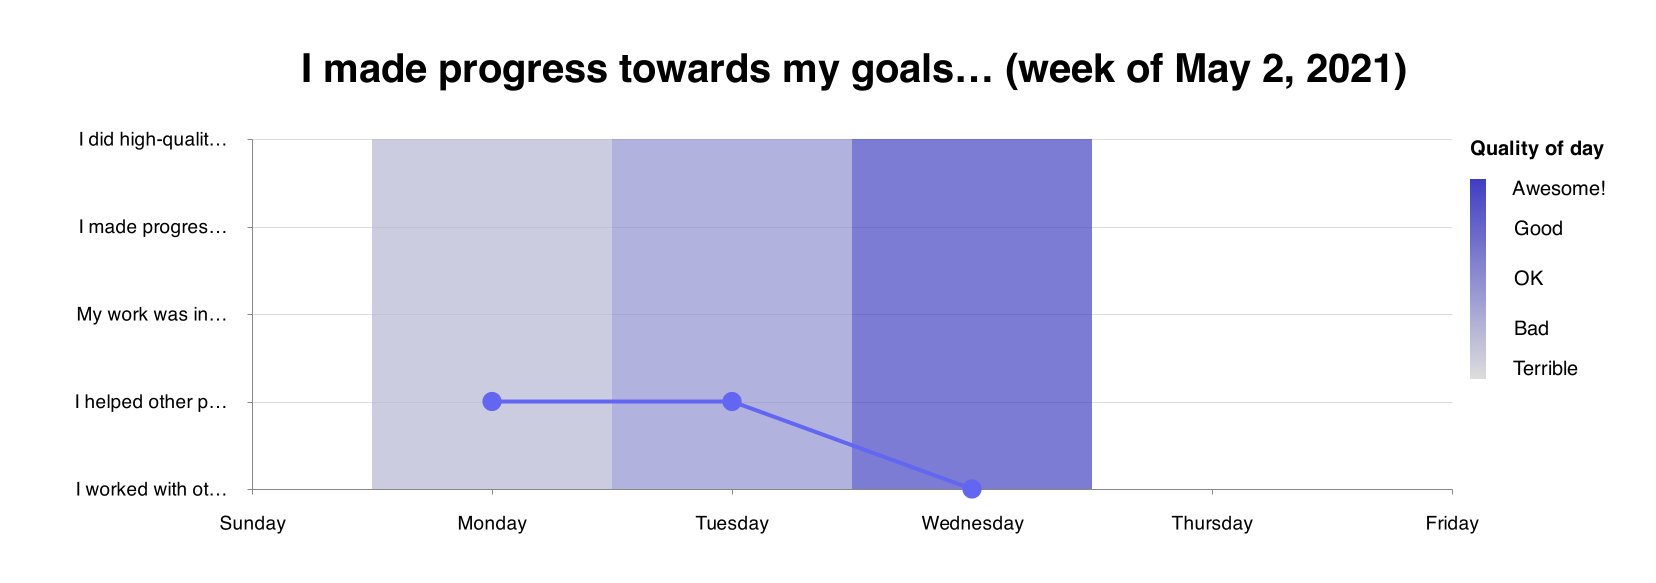 I made progress towards my goals… (week of May 2, 2021)
I did high-qualit…
I made progres…
My work was in…
I helped other p…
I worked with ot…
Sunday Monday Tuesday Wednesday Thursday Friday
Quality of day
Awesome!
Good
OK
Bad
Terrible